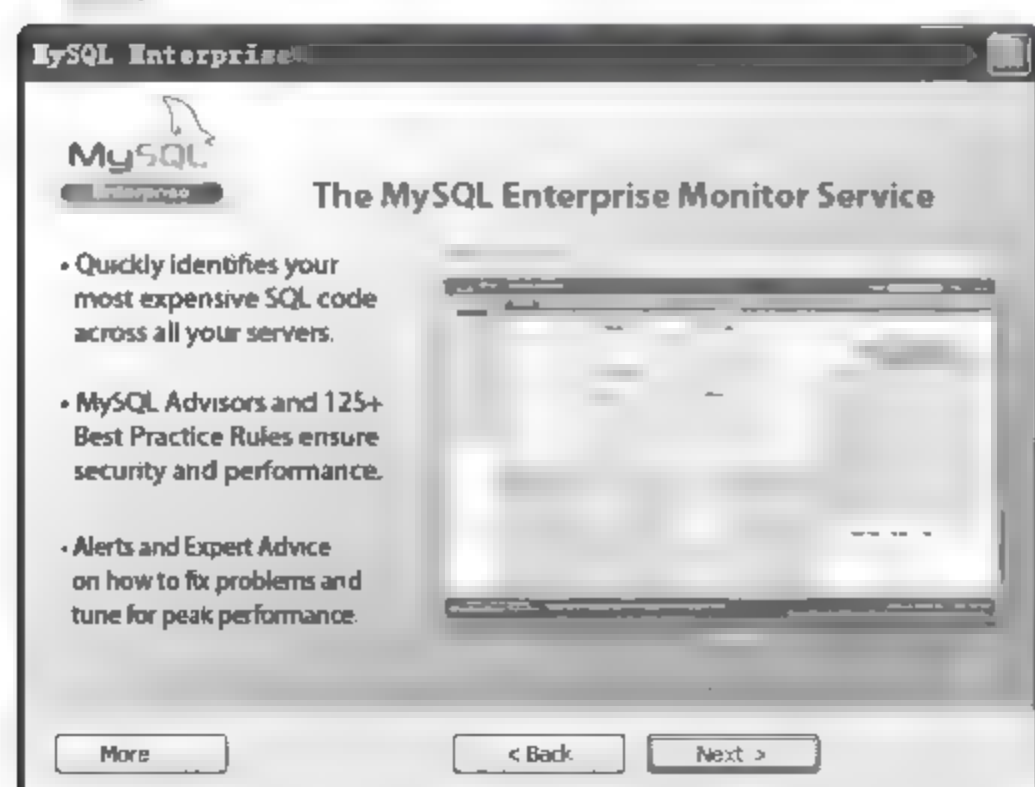 MySQL Enterprise
MySQL
Enterprise
The MySQL Enterprise Monitor Service
• Quickly identifies your
most expensive SQL code
across all your servers.
• MySQL Advisors and 125+
Best Practice Rules ensure
security and performance.
• Alerts and Expert Advice
on how to fix problems and
tune for peak performance.
More
< Back
Next >